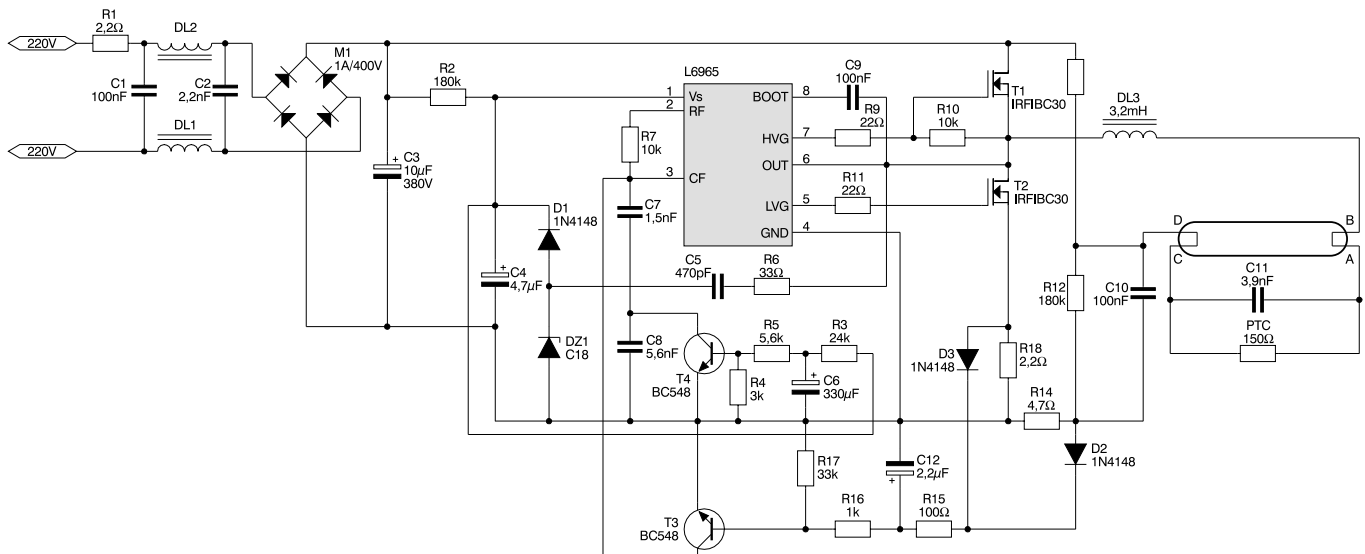 R1
2,2Ω
DL2
220V
220V
C1
100nF
C2
2,2nF
DL1
M1
1A/400V
R2
180k
C3
10µF
380V
+
L6965
1
Vs
2
RF
3
CF
BOOT
8
HVG
7
OUT
6
LVG
5
GND
4
R7
10k
C7
1,5nF
C9
100nF
R9
22Ω
R10
10k
R11
22Ω
T1
IRFIBC30
T2
IRFIBC30
DL3
3,2mH
D
C
B
A
C11
3,9nF
PTC
150Ω
R12
180k
C10
100nF
D1
1N4148
+
C4
4,7µF
DZ1
C18
C5
470pF
R6
33Ω
C8
5,6nF
T4
BC548
R5
5,6k
R3
24k
R4
3k
+
C6
330µF
D3
1N4148
R18
2,2Ω
R14
4,7Ω
D2
1N4148
R17
33k
C12
2,2µF
+
R16
1k
R15
100Ω
T3
BC548